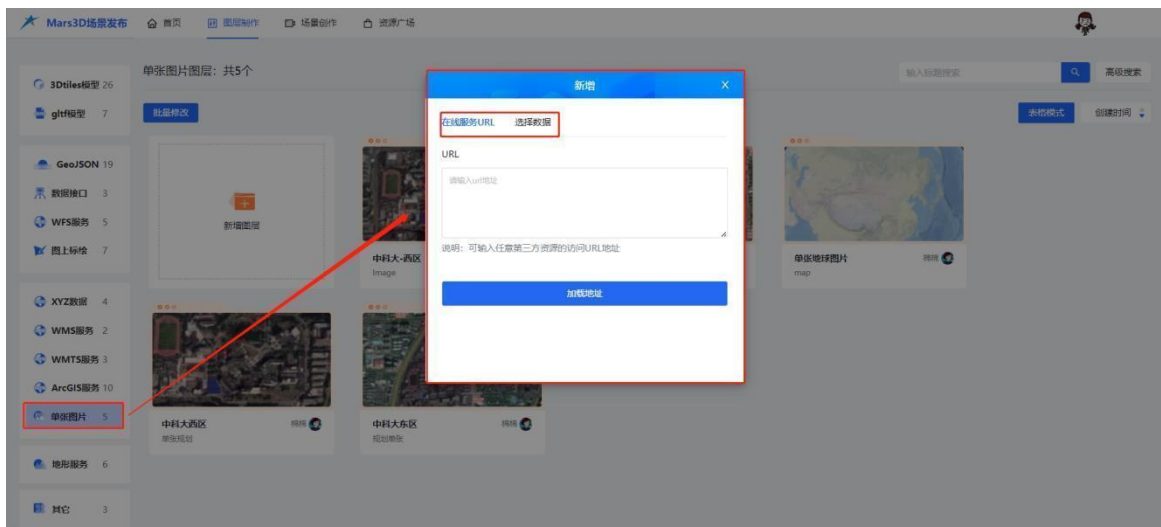 Mars3D场景发布 首页 图层制作 场景创作 资源广场
单张图片图层：共5个
输入标题搜索 高级搜索
批量修改
表格模式 创建时间
3Dtiles模型 26
gltf模型 7
GeoJSON 19
数据接口 3
WFS服务 5
图上标绘 7
XYZ数据 4
WMS服务 2
WMTS服务 3
ArcGIS服务 10
单张图片 5
地形服务 6
其它 3
新增图层
中科大-西区
Image
单张地球图片
map
中科大西区
单张规划
中科大东区
规划单张
新增 X
在线服务URL 选择数据
URL
请输入url地址
说明：可输入任意第三方资源的访问URL地址
加载地址